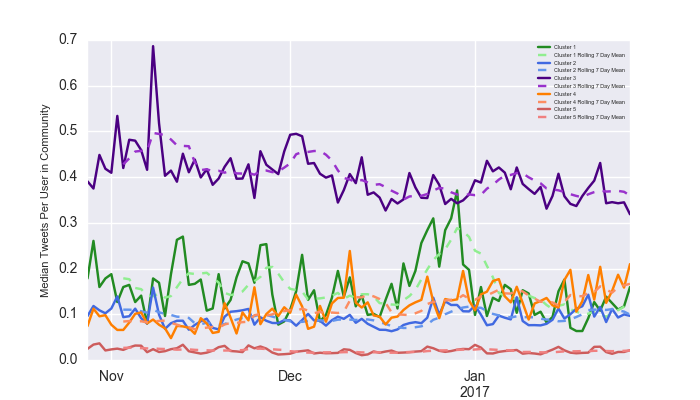 0.7
0.6
0.5
0.4
0.3
0.2
0.1
0.0
Median Tweets Per User in Community
Nov
Dec
Jan
2017
Cluster 1
Cluster 1 Rolling 7 Day Mean
Cluster 2
Cluster 2 Rolling 7 Day Mean
Cluster 3
Cluster 3 Rolling 7 Day Mean
Cluster 4
Cluster 4 Rolling 7 Day Mean
Cluster 5
Cluster 5 Rolling 7 Day Mean